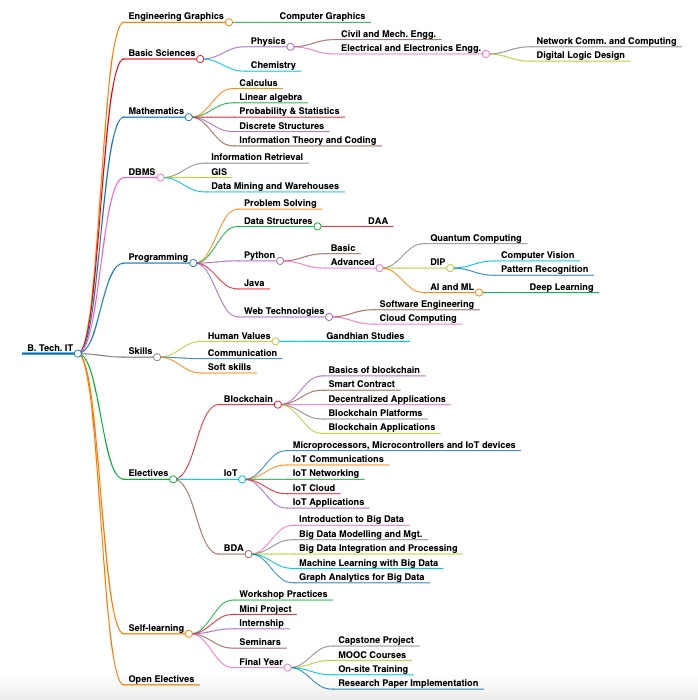 Engineering Graphics
Computer Graphics
Basic Sciences
Physics
Civil and Mech. Engg.
Electrical and Electronics Engg.
Network Comm. and Computing
Digital Logic Design
Chemistry
Mathematics
Calculus
Linear algebra
Probability & Statistics
Discrete Structures
Information Theory and Coding
DBMS
Information Retrieval
GIS
Data Mining and Warehouses
Programming
Problem Solving
Data Structures
DAA
Python
Basic
Advanced
Quantum Computing
DIP
Computer Vision
Pattern Recognition
AI and ML
Deep Learning
Java
Web Technologies
Software Engineering
Cloud Computing
B. Tech. IT
Skills
Human Values
Gandhian Studies
Communication
Soft skills
Electives
Blockchain
Basics of blockchain
Smart Contract
Decentralized Applications
Blockchain Platforms
Blockchain Applications
IoT
Microprocessors, Microcontrollers and IoT devices
IoT Communications
IoT Networking
IoT Cloud
IoT Applications
BDA
Introduction to Big Data
Big Data Modelling and Mgt.
Big Data Integration and Processing
Machine Learning with Big Data
Graph Analytics for Big Data
Self-learning
Workshop Practices
Mini Project
Internship
Seminars
Final Year
Capstone Project
MOOC Courses
On-site Training
Research Paper Implementation
Open Electives